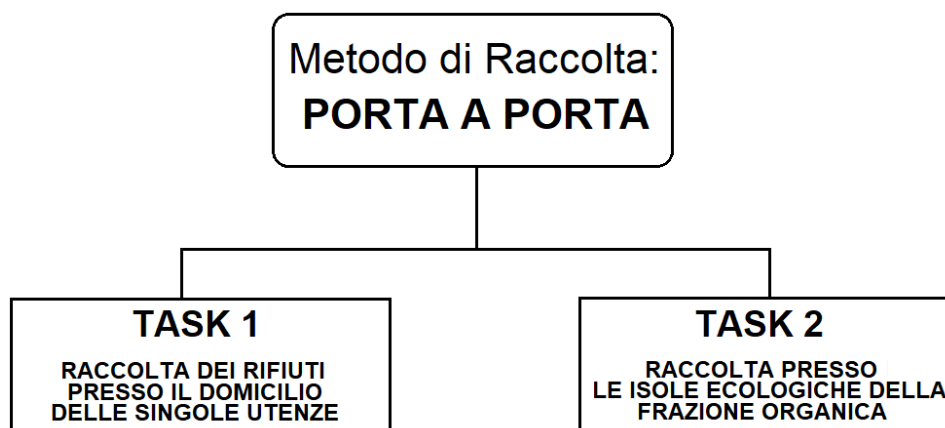 Metodo di Raccolta:
PORTA A PORTA
TASK 1
RACCOLTA DEI RIFIUTI
PRESSO IL DOMICILIO
DELLE SINGOLE UTENZE
TASK 2
RACCOLTA PRESSO
LE ISOLE ECOLOGICHE DELLA
FRAZIONE ORGANICA